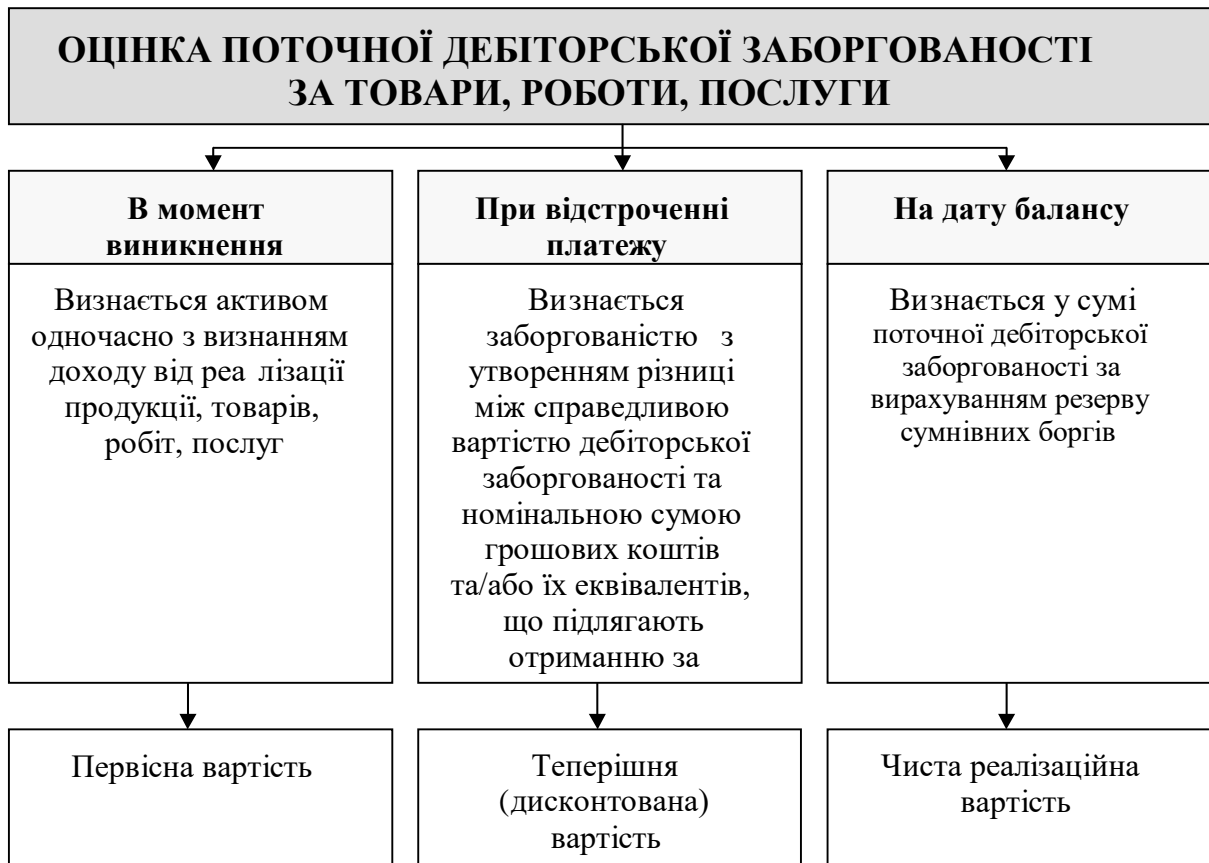 ОЦІНКА ПОТОЧНОЇ ДЕБІТОРСЬКОЇ ЗАБОРГОВАНОСТІ
ЗА ТОВАРИ, РОБОТИ, ПОСЛУГИ
В момент
виникнення
Визнається активом
одночасно з визнанням
доходу від реа лізації
продукції, товарів,
робіт, послуг
Первісна вартість
При відстроченні
платежу
Визнається
заборгованістю з
утворенням різниці
між справедливою
вартістю дебіторської
заборгованості та
номінальною сумою
грошових коштів
та/або їх еквівалентів,
що підлягають
отриманню за
Теперішня
(дисконтована)
вартість
На дату балансу
Визнається у сумі
поточної дебіторської
заборгованості за
вирахуванням резерву
сумнівних боргів
Чиста реалізаційна
вартість